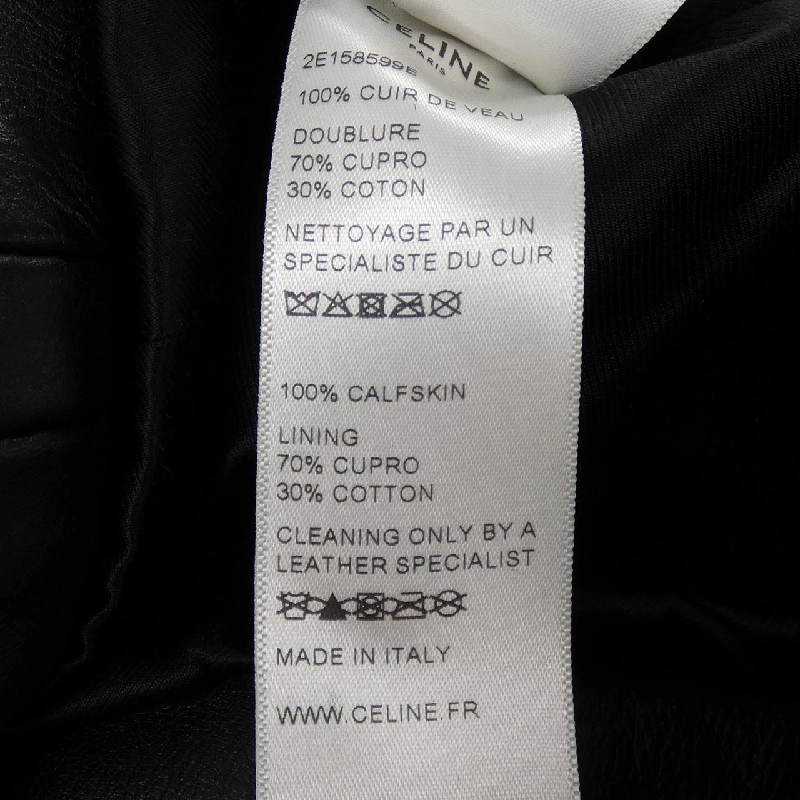 CELINE
PARIS
2E158599E
100% CUIR DE VEAU
DOUBLURE
70% CUPRO
30% COTON
NETTOYAGE PAR UN
SPECIALISTE DU CUIR
100% CALFSKIN
LINING
70% CUPRO
30% COTTON
CLEANING ONLY BY A
LEATHER SPECIALIST
MADE IN ITALY
WWW.CELINE.FR